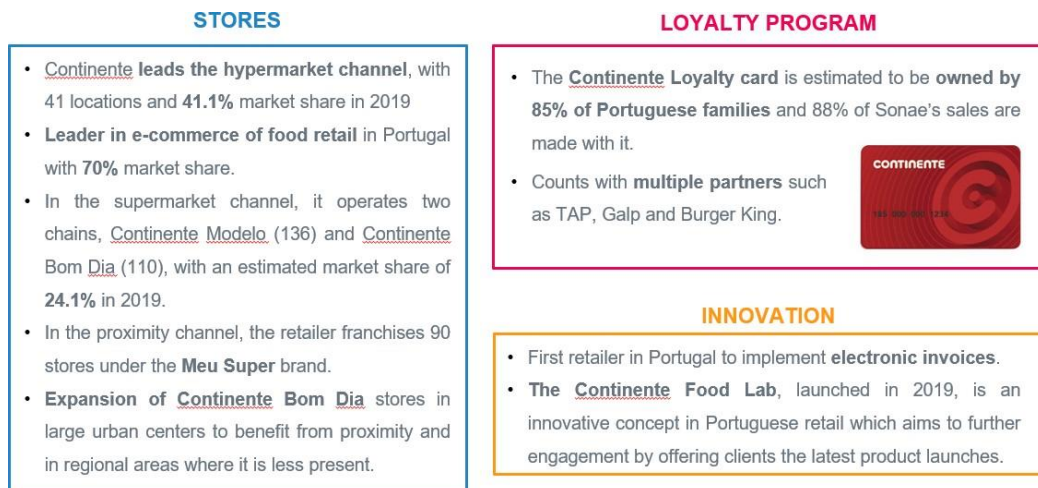 STORES
• Continente leads the hypermarket channel, with
41 locations and 41.1% market share in 2019
• Leader in e-commerce of food retail in Portugal
with 70% market share.
• In the supermarket channel, it operates two
chains, Continente Modelo (136) and Continente
Bom Dia (110), with an estimated market share of
24.1% in 2019.
• In the proximity channel, the retailer franchises 90
stores under the Meu Super brand.
• Expansion of Continente Bom Dia stores in
large urban centers to benefit from proximity and
in regional areas where it is less present.
LOYALTY PROGRAM
• The Continente Loyalty card is estimated to be owned by
85% of Portuguese families and 88% of Sonae’s sales are
made with it.
• Counts with multiple partners such
as TAP, Galp and Burger King.
CONTINENTE
INNOVATION
• First retailer in Portugal to implement electronic invoices.
• The Continente Food Lab, launched in 2019, is an
innovative concept in Portuguese retail which aims to further
engagement by offering clients the latest product launches.